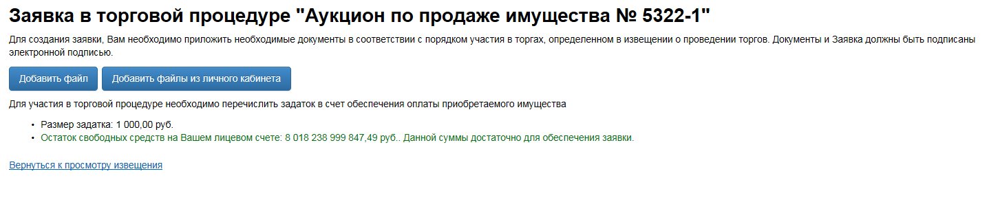 Заявка в торговой процедуре "Аукцион по продаже имущества № 5322-1"
Для создания заявки, Вам необходимо приложить необходимые документы в соответствии с порядком участия в торгах, определенном в извещении о проведении торгов. Документы и Заявка должны быть подписаны
электронной подписью.
Добавить файл Добавить файлы из личного кабинета
Для участия в торговой процедуре необходимо перечислить задаток в счет обеспечения оплаты приобретаемого имущества
• Размер задатка: 1 000,00 руб.
• Остаток свободных средств на Вашем лицевом счете: 8 018 238 999 847,49 руб.. Данной суммы достаточно для обеспечения заявки.
Вернуться к просмотру извещения